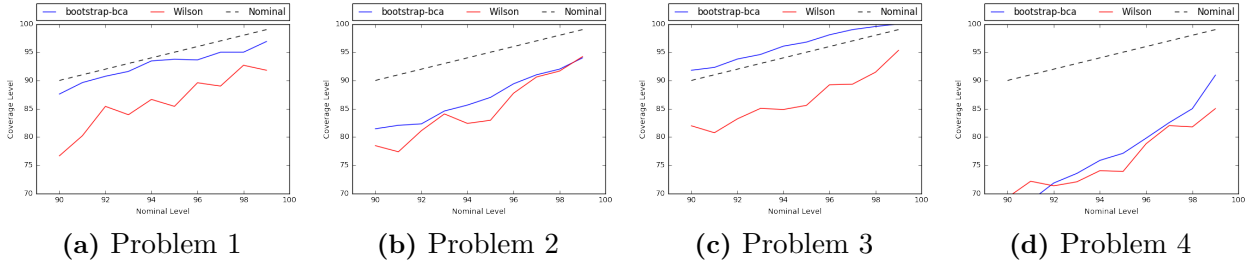 bootstrap-bca Wilson Nominal
100
95
90
85
80
75
70
Coverage Level
90 92 94 96 98 100
Nominal Level
(a) Problem 1
bootstrap-bca Wilson Nominal
100
95
90
85
80
75
70
Coverage Level
90 92 94 96 98 100
Nominal Level
(b) Problem 2
bootstrap-bca Wilson Nominal
100
95
90
85
80
75
70
Coverage Level
90 92 94 96 98 100
Nominal Level
(c) Problem 3
bootstrap-bca Wilson Nominal
100
95
90
85
80
75
70
Coverage Level
90 92 94 96 98 100
Nominal Level
(d) Problem 4